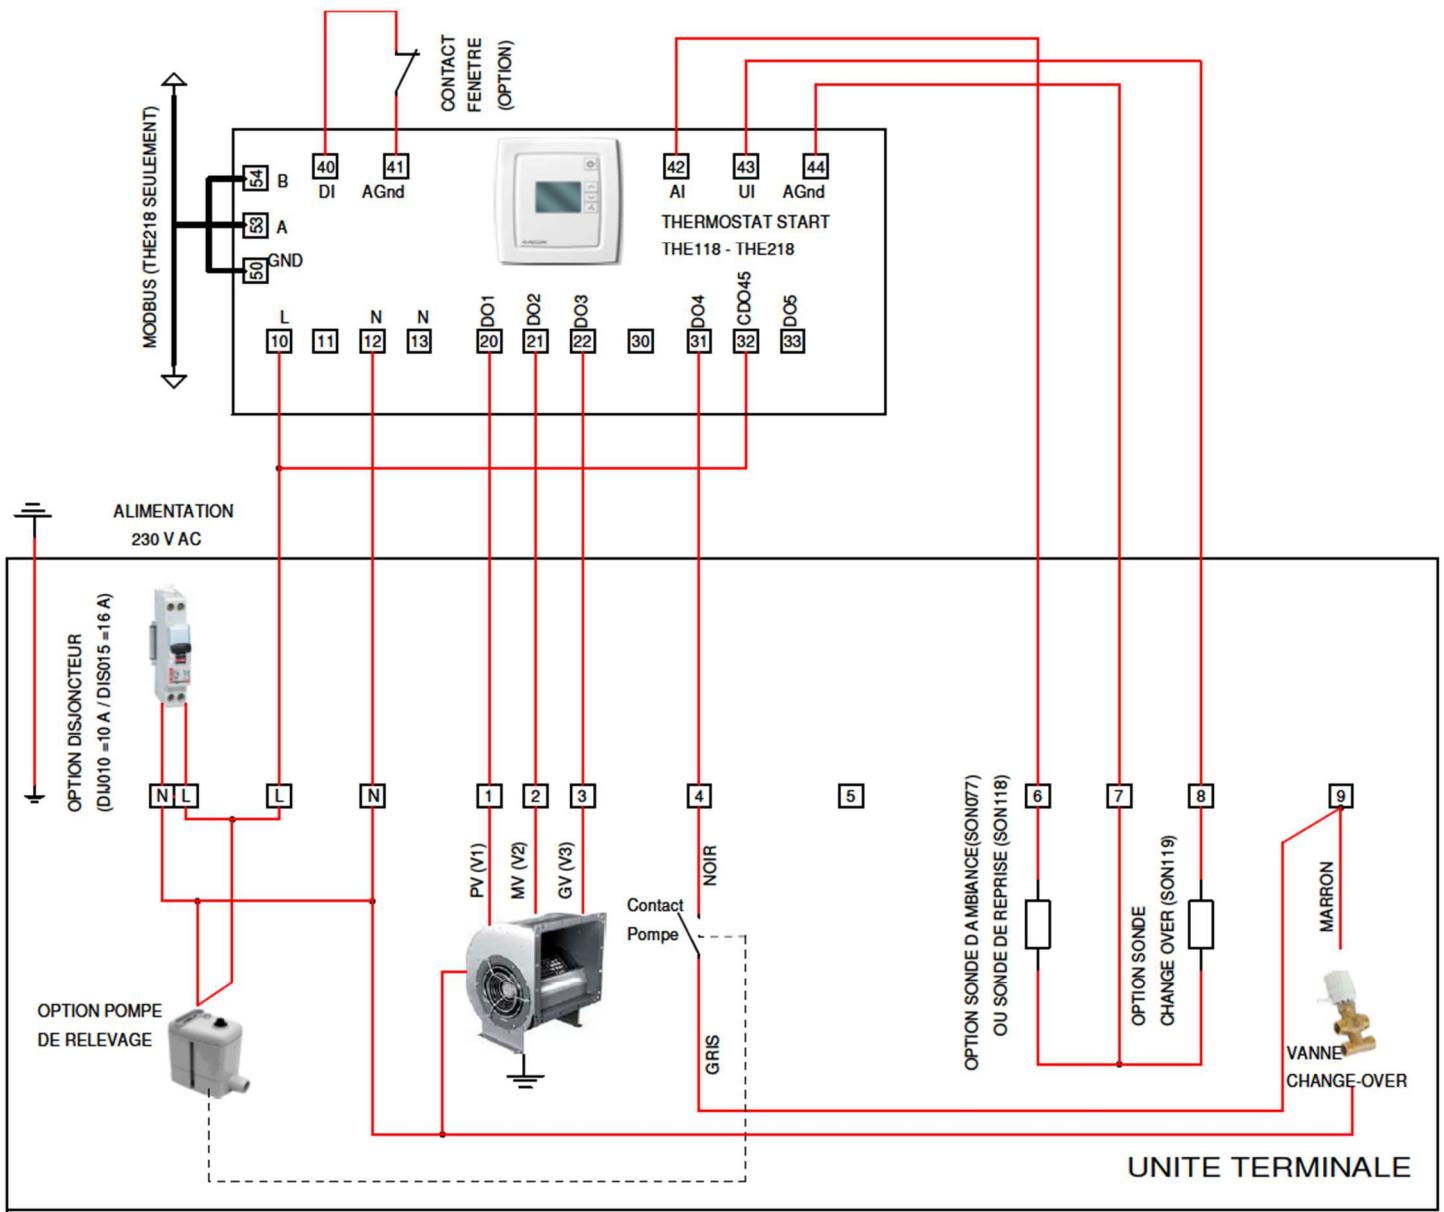 CONTACT
FENETRE
(OPTION)
MODBUS (THE218 SEULEMENT)
54 B
53 A
50 GND
40
DI
41
AGnd
42
AI
43
UI
44
AGnd
THERMOSTAT START
THE118 - THE218
L
10
11
N
12
N
13
DO1
20
DO2
21
DO3
22
30
DO4
31
CDO45
32
DO5
33
ALIMENTATION
230 V AC
OPTION DISJONCTEUR
(DIJ010 =10 A / DIS015 =16 A)
N L
L
N
1
2
3
4
5
6
7
8
9
PV (V1)
MV (V2)
GV (V3)
NOIR
Contact
Pompe
GRIS
OPTION SONDE D AMBIANCE(SON077)
OU SONDE DE REPRISE (SON118)
OPTION SONDE
CHANGE OVER (SON119)
MARRON
OPTION POMPE
DE RELEVAGE
VANNE
CHANGE-OVER
UNITE TERMINALE